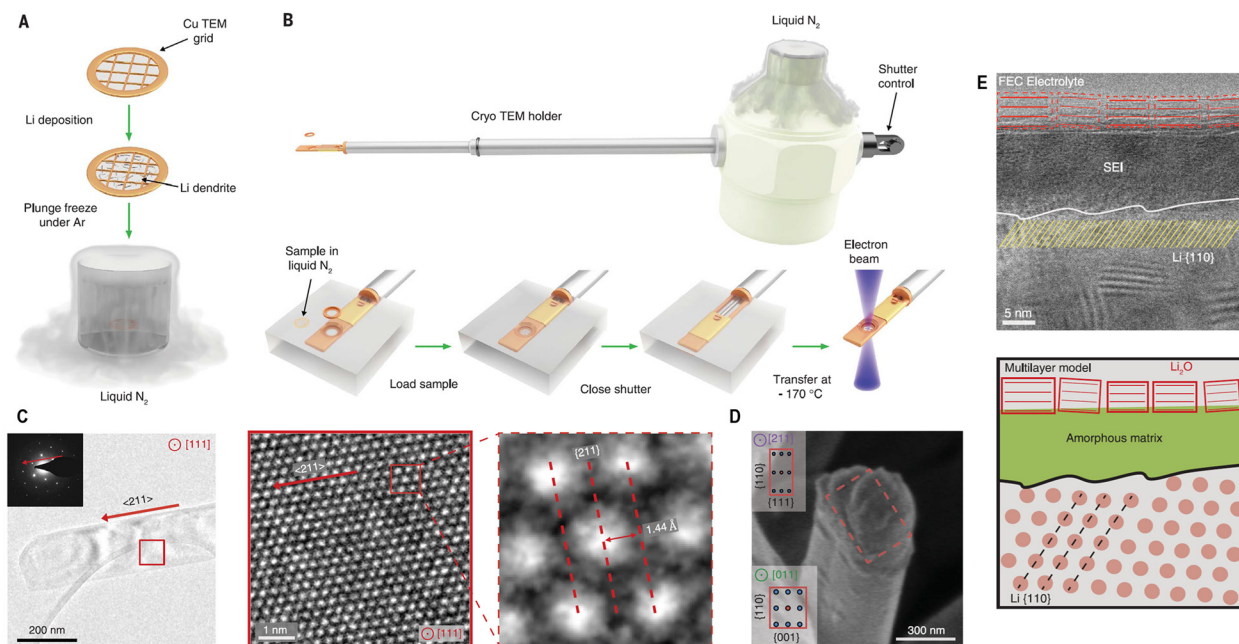 A
Cu TEM
grid
Li deposition
Li dendrite
Plunge freeze
under Ar
Liquid N₂
B
Liquid N₂
Shutter
control
Cryo TEM holder
Sample in
liquid N₂
Electron
beam
Load sample
Close shutter
Transfer at
- 170 °C
C
[111]
<211>
200 nm
<211>
1 nm
[111]
{211}
1.44 Å
D
[211]
{110}
{111}
[011]
{110}
{001}
300 nm
E
FEC Electrolyte
SEI
Li {110}
5 nm
Multilayer model
Li₂O
Amorphous matrix
Li {110}